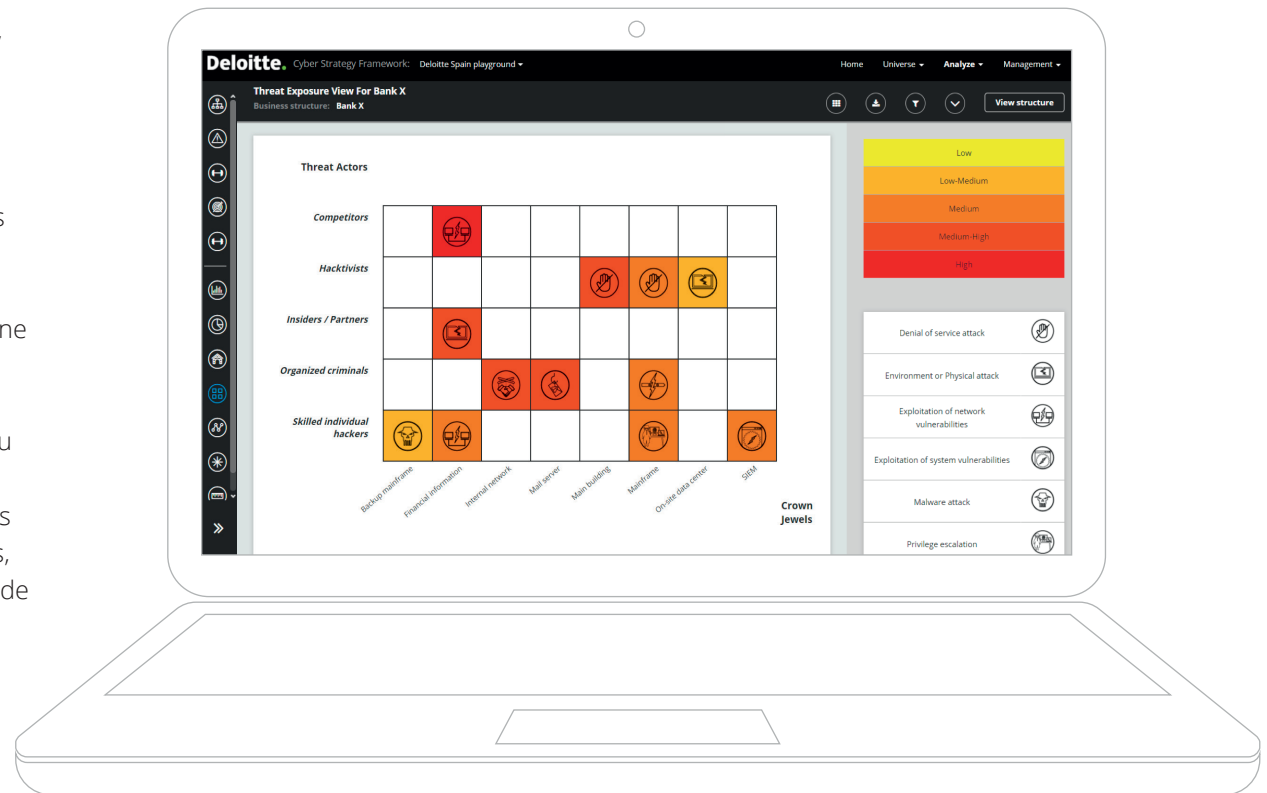 s
ne
u
s
s,
de
Deloitte. Cyber Strategy Framework: Deloitte Spain playground
Home Universe Analyze Management
Threat Exposure View For Bank X
Business structure: Bank X
View structure
Threat Actors
Competitors
Hacktivists
Insiders / Partners
Organized criminals
Skilled individual
hackers
Backup mainframe
Financial information
Internal network
Mail server
Main building
Mainframe
On-site data center
SIEM
Crown
Jewels
Low
Low-Medium
Medium
Medium-High
High
Denial of service attack
Environment or Physical attack
Exploitation of network
vulnerabilities
Exploitation of system vulnerabilities
Malware attack
Privilege escalation